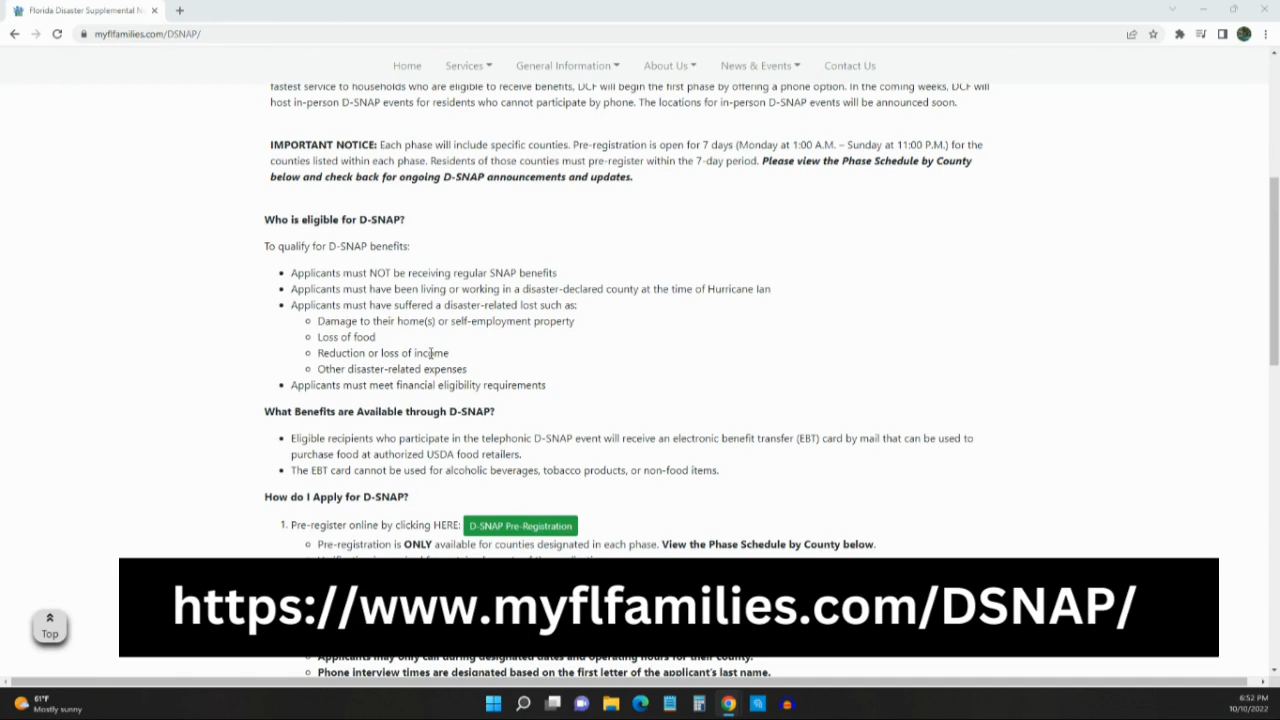 Florida Disaster Supplemental N
myflfamilies.com/DSNAP/
Home Services General Information About Us News & Events Contact Us
fastest service to households who are eligible to receive benefits, DCF will begin the first phase by offering a phone option. In the coming weeks, DCF will
host in-person D-SNAP events for residents who cannot participate by phone. The locations for in-person D-SNAP events will be announced soon.
IMPORTANT NOTICE: Each phase will include specific counties. Pre-registration is open for 7 days (Monday at 1:00 A.M. – Sunday at 11:00 P.M.) for the
counties listed within each phase. Residents of those counties must pre-register within the 7-day period. Please view the Phase Schedule by County
below and check back for ongoing D-SNAP announcements and updates.
Who is eligible for D-SNAP?
To qualify for D-SNAP benefits:
Applicants must NOT be receiving regular SNAP benefits
Applicants must have been living or working in a disaster-declared county at the time of Hurricane Ian
Applicants must have suffered a disaster-related lost such as:
Damage to their home(s) or self-employment property
Loss of food
Reduction or loss of income
Other disaster-related expenses
Applicants must meet financial eligibility requirements
What Benefits are Available through D-SNAP?
Eligible recipients who participate in the telephonic D-SNAP event will receive an electronic benefit transfer (EBT) card by mail that can be used to
purchase food at authorized USDA food retailers.
The EBT card cannot be used for alcoholic beverages, tobacco products, or non-food items.
How do I Apply for D-SNAP?
1. Pre-register online by clicking HERE: D-SNAP Pre-Registration
Pre-registration is ONLY available for counties designated in each phase. View the Phase Schedule by County below.
https://www.myflfamilies.com/DSNAP/
Top
Applicants may only call during designated dates and operating hours for their county.
Phone interview times are designated based on the first letter of the applicant's last name.
61°F
Mostly sunny
6:52 PM
10/10/2022